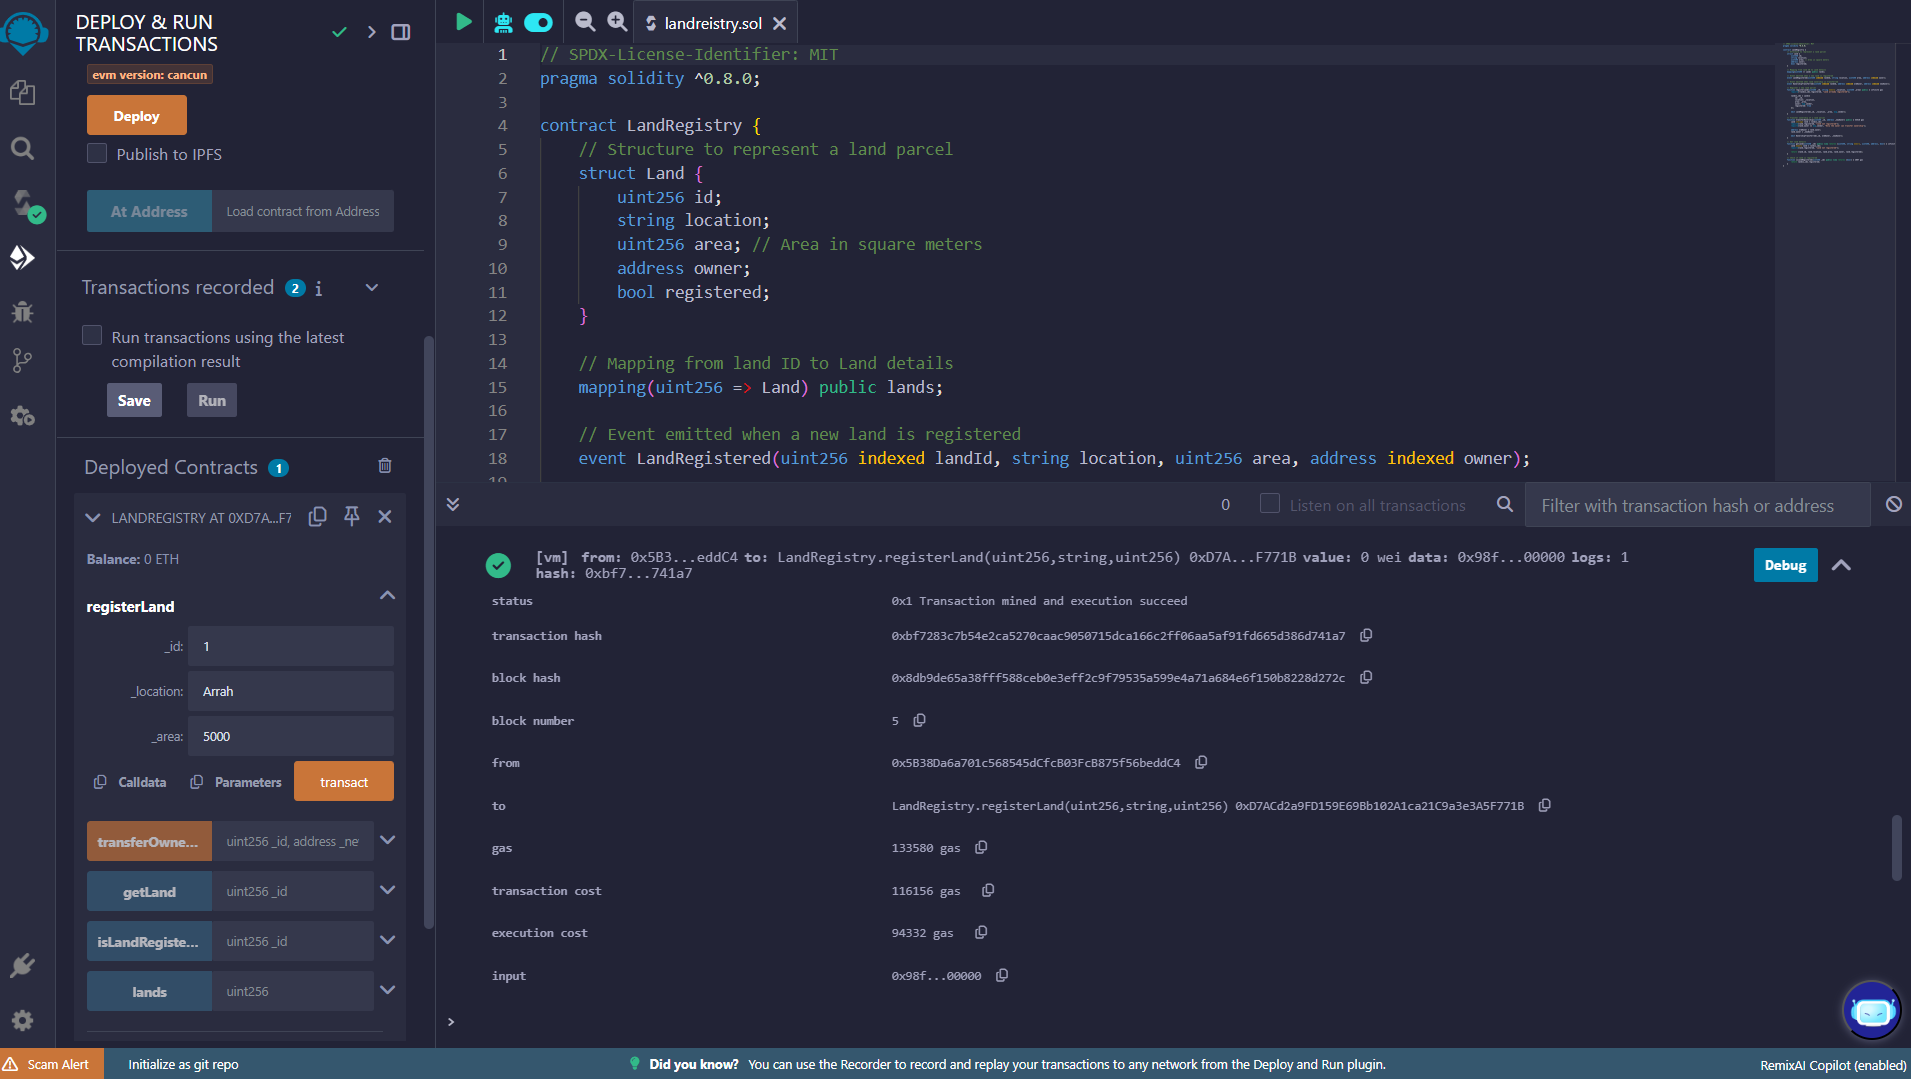 DEPLOY & RUN
TRANSACTIONS
evm version: cancun
Deploy
Publish to IPFS
At Address
Load contract from Address
Transactions recorded 2 i
Run transactions using the latest
compilation result
Save
Run
Deployed Contracts 1
LANDREGISTRY AT 0XD7A...F7
Balance: 0 ETH
registerLand
_id: 1
_location: Arrah
_area: 5000
Calldata
Parameters
transact
transferOwne...
uint256 _id, address _ne
getLand
uint256 _id
isLandRegiste...
uint256 _id
lands
uint256
landreistry.sol
1 // SPDX-License-Identifier: MIT
2 pragma solidity ^0.8.0;
3
4 contract LandRegistry {
5 // Structure to represent a land parcel
6 struct Land {
7 uint256 id;
8 string location;
9 uint256 area; // Area in square meters
10 address owner;
11 bool registered;
12 }
13
14 // Mapping from land ID to Land details
15 mapping(uint256 => Land) public lands;
16
17 // Event emitted when a new land is registered
18 event LandRegistered(uint256 indexed landId, string location, uint256 area, address indexed owner);
19
0
Listen on all transactions
Filter with transaction hash or address
[vm] from: 0x5B3...eddC4 to: LandRegistry.registerLand(uint256,string,uint256) 0xD7A...F771B value: 0 wei data: 0x98f...00000 logs: 1
hash: 0xbf7...741a7
Debug
status 0x1 Transaction mined and execution succeed
transaction hash 0xbf7283c7b54e2ca5270caac9050715dca166c2ff06aa5af91fd665d386d741a7
block hash 0x8db9de65a38fff588ceb0e3eff2c9f79535a599e4a71a684e6f150b8228d272c
block number 5
from 0x5B38Da6a701c568545dCfcB03FcB875f56beddC4
to LandRegistry.registerLand(uint256,string,uint256) 0xD7ACd2a9FD159E69Bb102A1ca21C9a3e3A5F771B
gas 133580 gas
transaction cost 116156 gas
execution cost 94332 gas
input 0x98f...00000
>
Scam Alert
Initialize as git repo
Did you know? You can use the Recorder to record and replay your transactions to any network from the Deploy and Run plugin.
RemixAI Copilot (enabled)